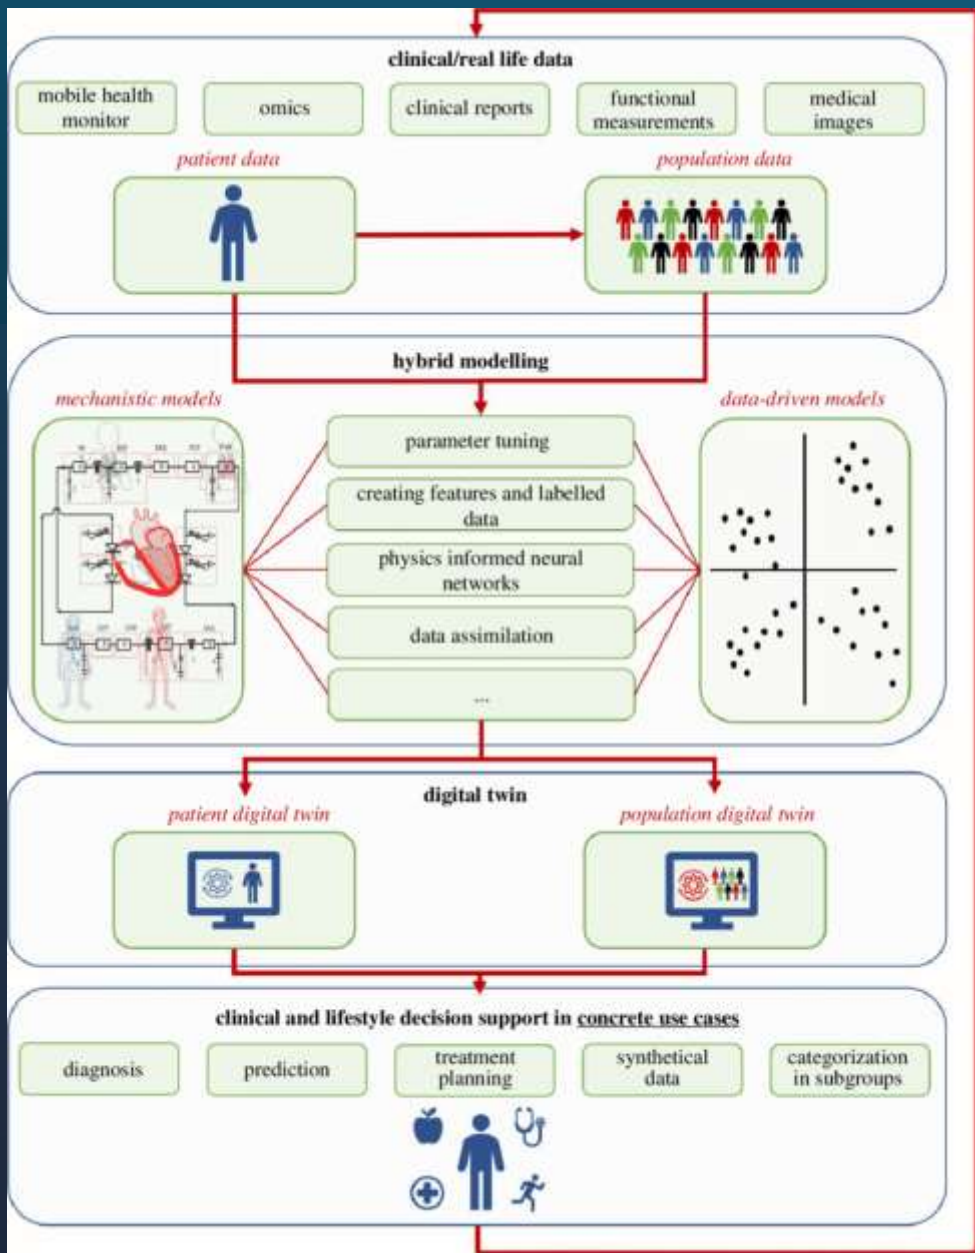 clinical/real life data
mobile health
monitor
omics
clinical reports
functional
measurements
medical
images
patient data
population data
hybrid modelling
mechanistic models
data-driven models
parameter tuning
creating features and labelled
data
physics informed neural
networks
data assimilation
...
digital twin
patient digital twin
population digital twin
clinical and lifestyle decision support in concrete use cases
diagnosis
prediction
treatment
planning
synthetical
data
categorization
in subgroups